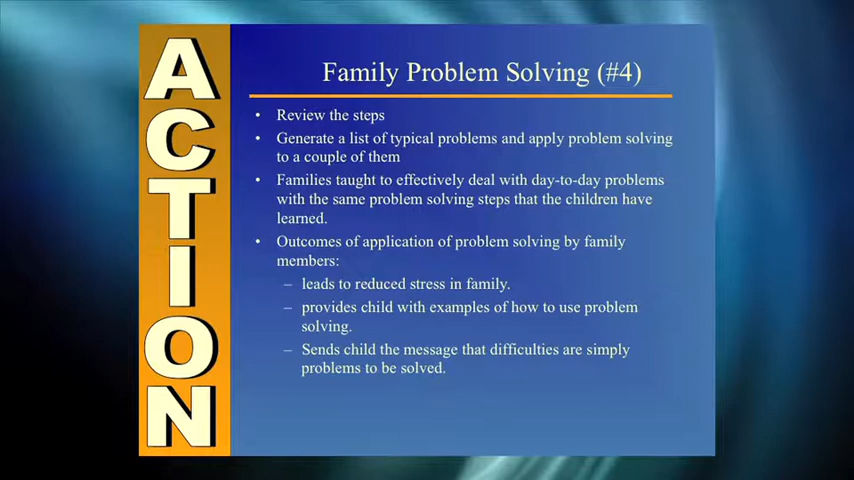 ACTION
Family Problem Solving (#4)
• Review the steps
• Generate a list of typical problems and apply problem solving
to a couple of them
• Families taught to effectively deal with day-to-day problems
with the same problem solving steps that the children have
learned.
• Outcomes of application of problem solving by family
members:
– leads to reduced stress in family.
– provides child with examples of how to use problem
solving.
– Sends child the message that difficulties are simply
problems to be solved.